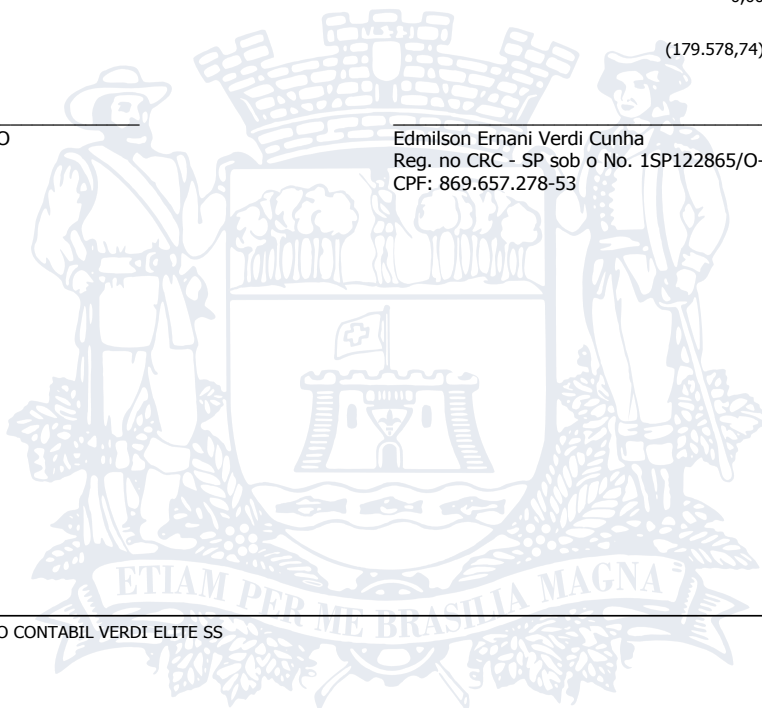 (179.578,74)
O
Edmilson Ernani Verdi Cunha
Reg. no CRC - SP sob o No. 1SP122865/O-
CPF: 869.657.278-53
ETIAM PER ME BRASILIA MAGNA
O CONTABIL VERDI ELITE SS